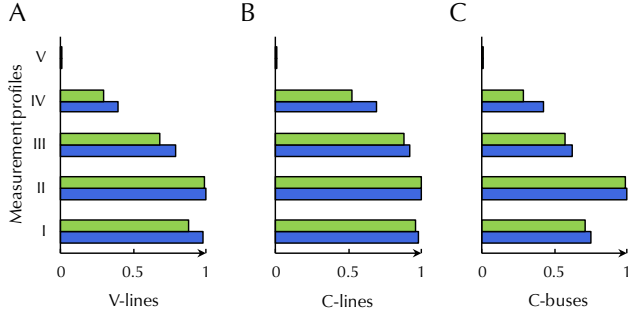 A B C
Measurement profiles
V
IV
III
II
I
0 0.5 1
0 0.5 1
0 0.5 1
V-lines
C-lines
C-buses